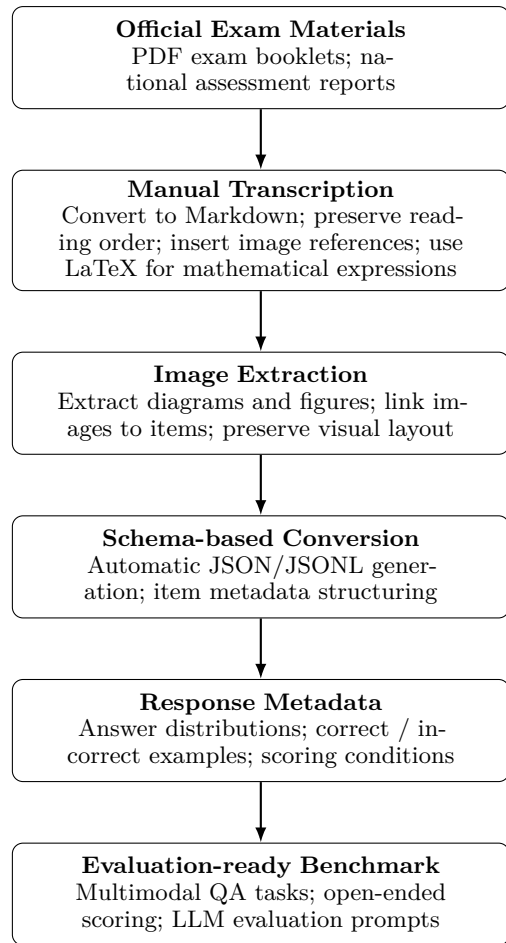 Official Exam Materials
PDF exam booklets; na-
tional assessment reports
Manual Transcription
Convert to Markdown; preserve read-
ing order; insert image references; use
LaTeX for mathematical expressions
Image Extraction
Extract diagrams and figures; link im-
ages to items; preserve visual layout
Schema-based Conversion
Automatic JSON/JSONL gener-
ation; item metadata structuring
Response Metadata
Answer distributions; correct / in-
correct examples; scoring conditions
Evaluation-ready Benchmark
Multimodal QA tasks; open-ended
scoring; LLM evaluation prompts